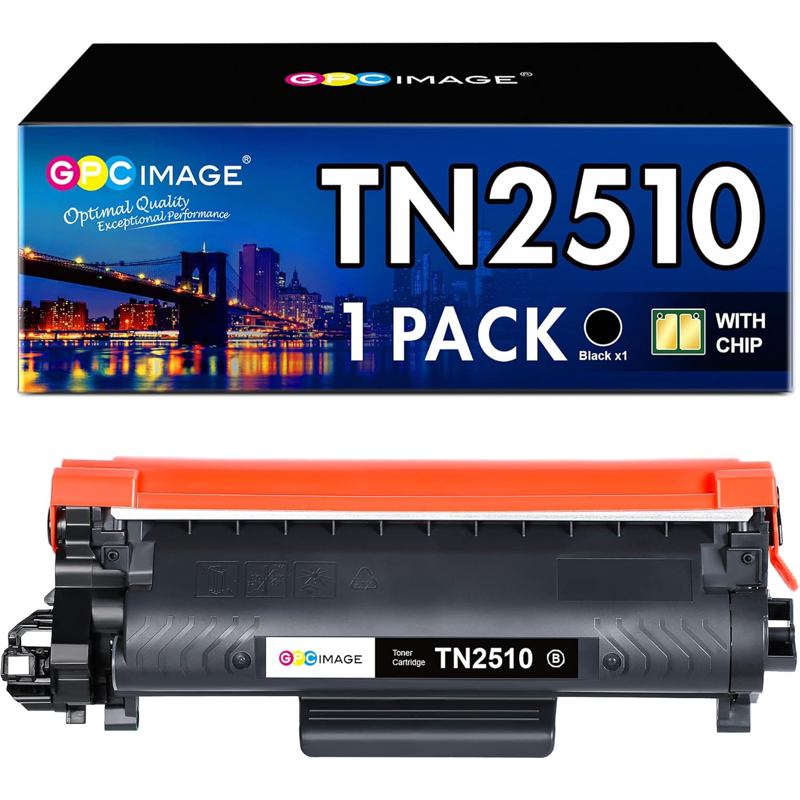 GPC IMAGE®
GPC IMAGE®
Optimal Quality
Exceptional Performance
TN2510
1 PACK
Black x1
WITH
CHIP
GPC IMAGE
Toner
Cartridge
TN2510 B